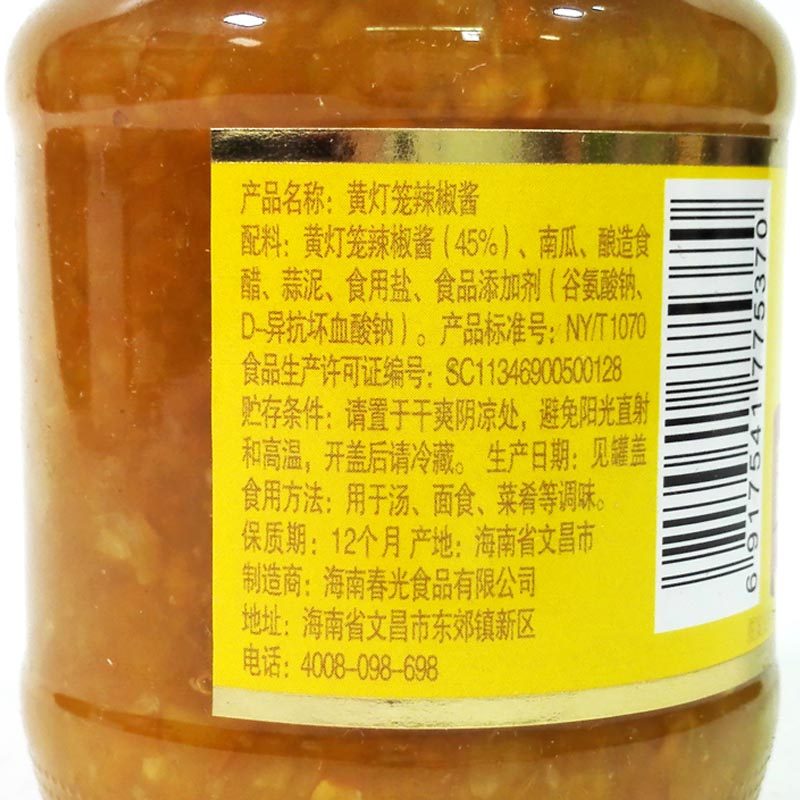 产品名称：黄灯笼辣椒酱
配料：黄灯笼辣椒酱（45%）、南瓜、酿造食
醋、蒜泥、食用盐、食品添加剂（谷氨酸钠、
D-异抗坏血酸钠）。产品标准号：NY/T1070
食品生产许可证编号：SC11346900500128
贮存条件：请置于干爽阴凉处，避免阳光直射
和高温，开盖后请冷藏。生产日期：见罐盖
食用方法：用于汤、面食、菜肴等调味。
保质期：12个月 产地：海南省文昌市
制造商：海南春光食品有限公司
地址：海南省文昌市东郊镇新区
电话：4008-098-698
6917541775370